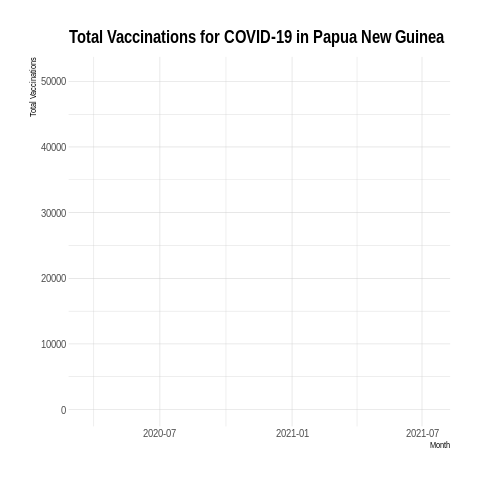 Total Vaccinations for COVID-19 in Papua New Guinea
Total Vaccinations
50000
40000
30000
20000
10000
0
2020-07 2021-01 2021-07
Month